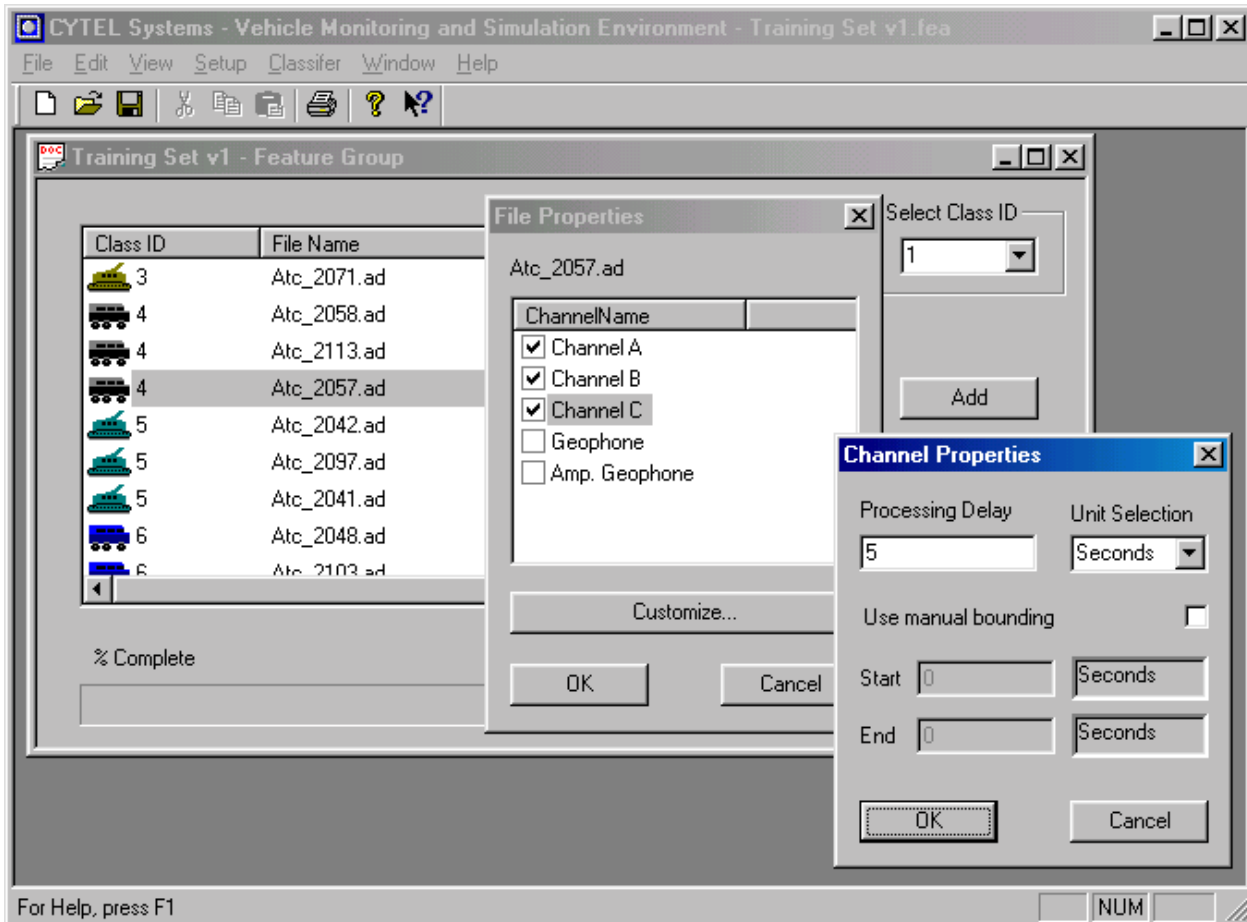 CYTEL Systems - Vehicle Monitoring and Simulation Environment - Training Set v1.fea
File Edit View Setup Classifer Window Help
DOC Training Set v1 - Feature Group
Class ID File Name
3 Atc_2071.ad
4 Atc_2058.ad
4 Atc_2113.ad
4 Atc_2057.ad
5 Atc_2042.ad
5 Atc_2097.ad
5 Atc_2041.ad
6 Atc_2048.ad
6 Atc_2103.ad
% Complete
File Properties
Atc_2057.ad
ChannelName
Channel A
Channel B
Channel C
Geophone
Amp. Geophone
Customize...
OK Cancel
Select Class ID
1
Add
Channel Properties
Processing Delay Unit Selection
5 Seconds
Use manual bounding
Start 0 Seconds
End 0 Seconds
OK Cancel
For Help, press F1 NUM